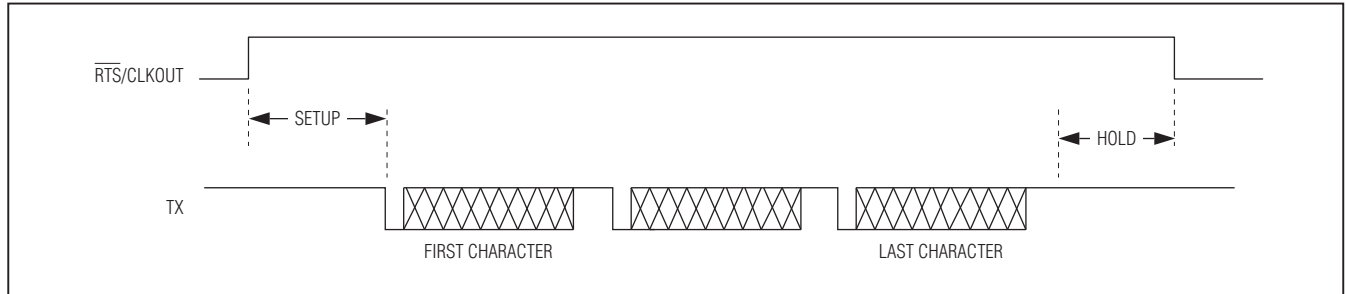 RTS/CLKOUT
SETUP
HOLD
TX
FIRST CHARACTER
LAST CHARACTER